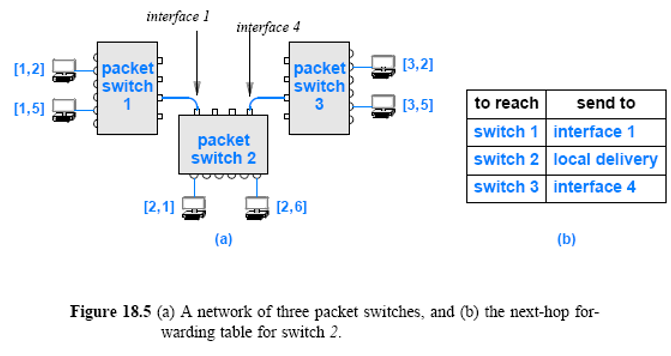 interface 1
interface 4
[1,2]
[1,5]
packet
switch
1
packet
switch
3
[3,2]
[3,5]
packet
switch 2
[2,1]
[2,6]
(a)
to reach send to
switch 1 interface 1
switch 2 local delivery
switch 3 interface 4
(b)
Figure 18.5 (a) A network of three packet switches, and (b) the next-hop for-
warding table for switch 2.